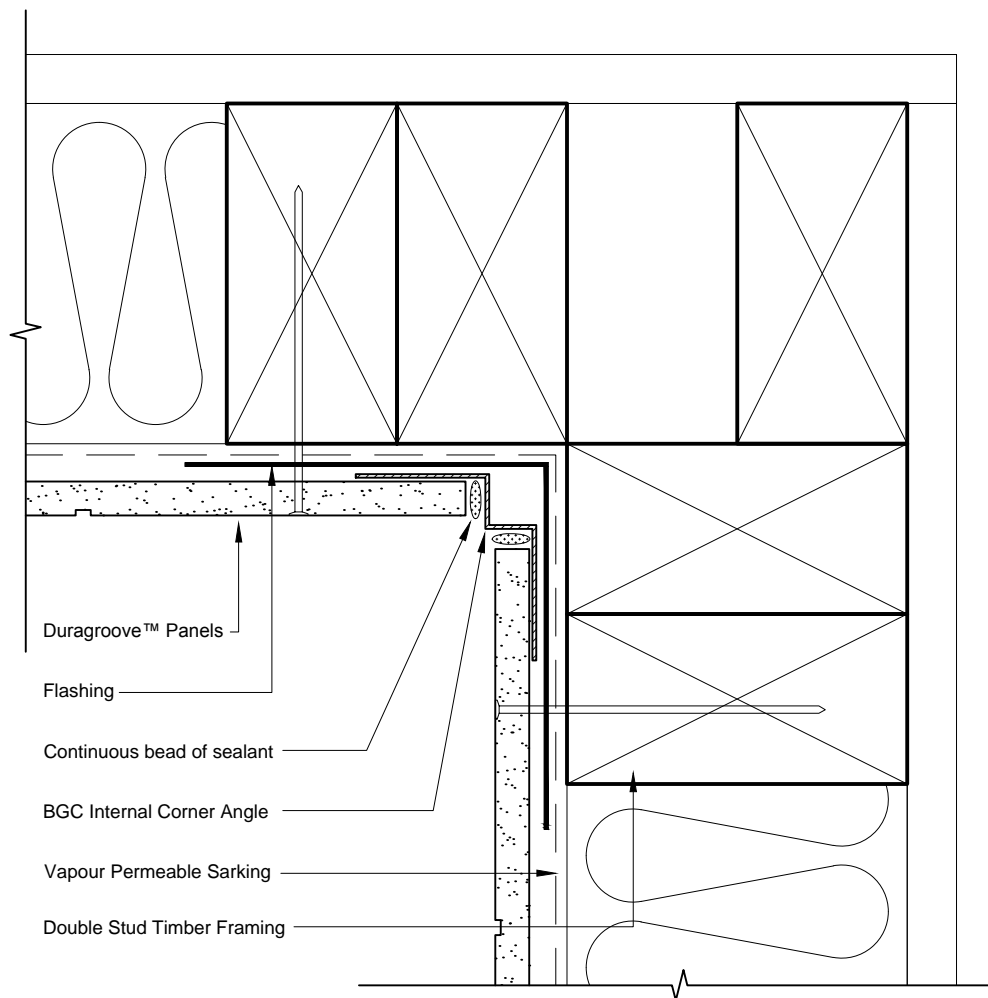 Duragroove™ Panels
Flashing
Continuous bead of sealant
BGC Internal Corner Angle
Vapour Permeable Sarking
Double Stud Timber Framing